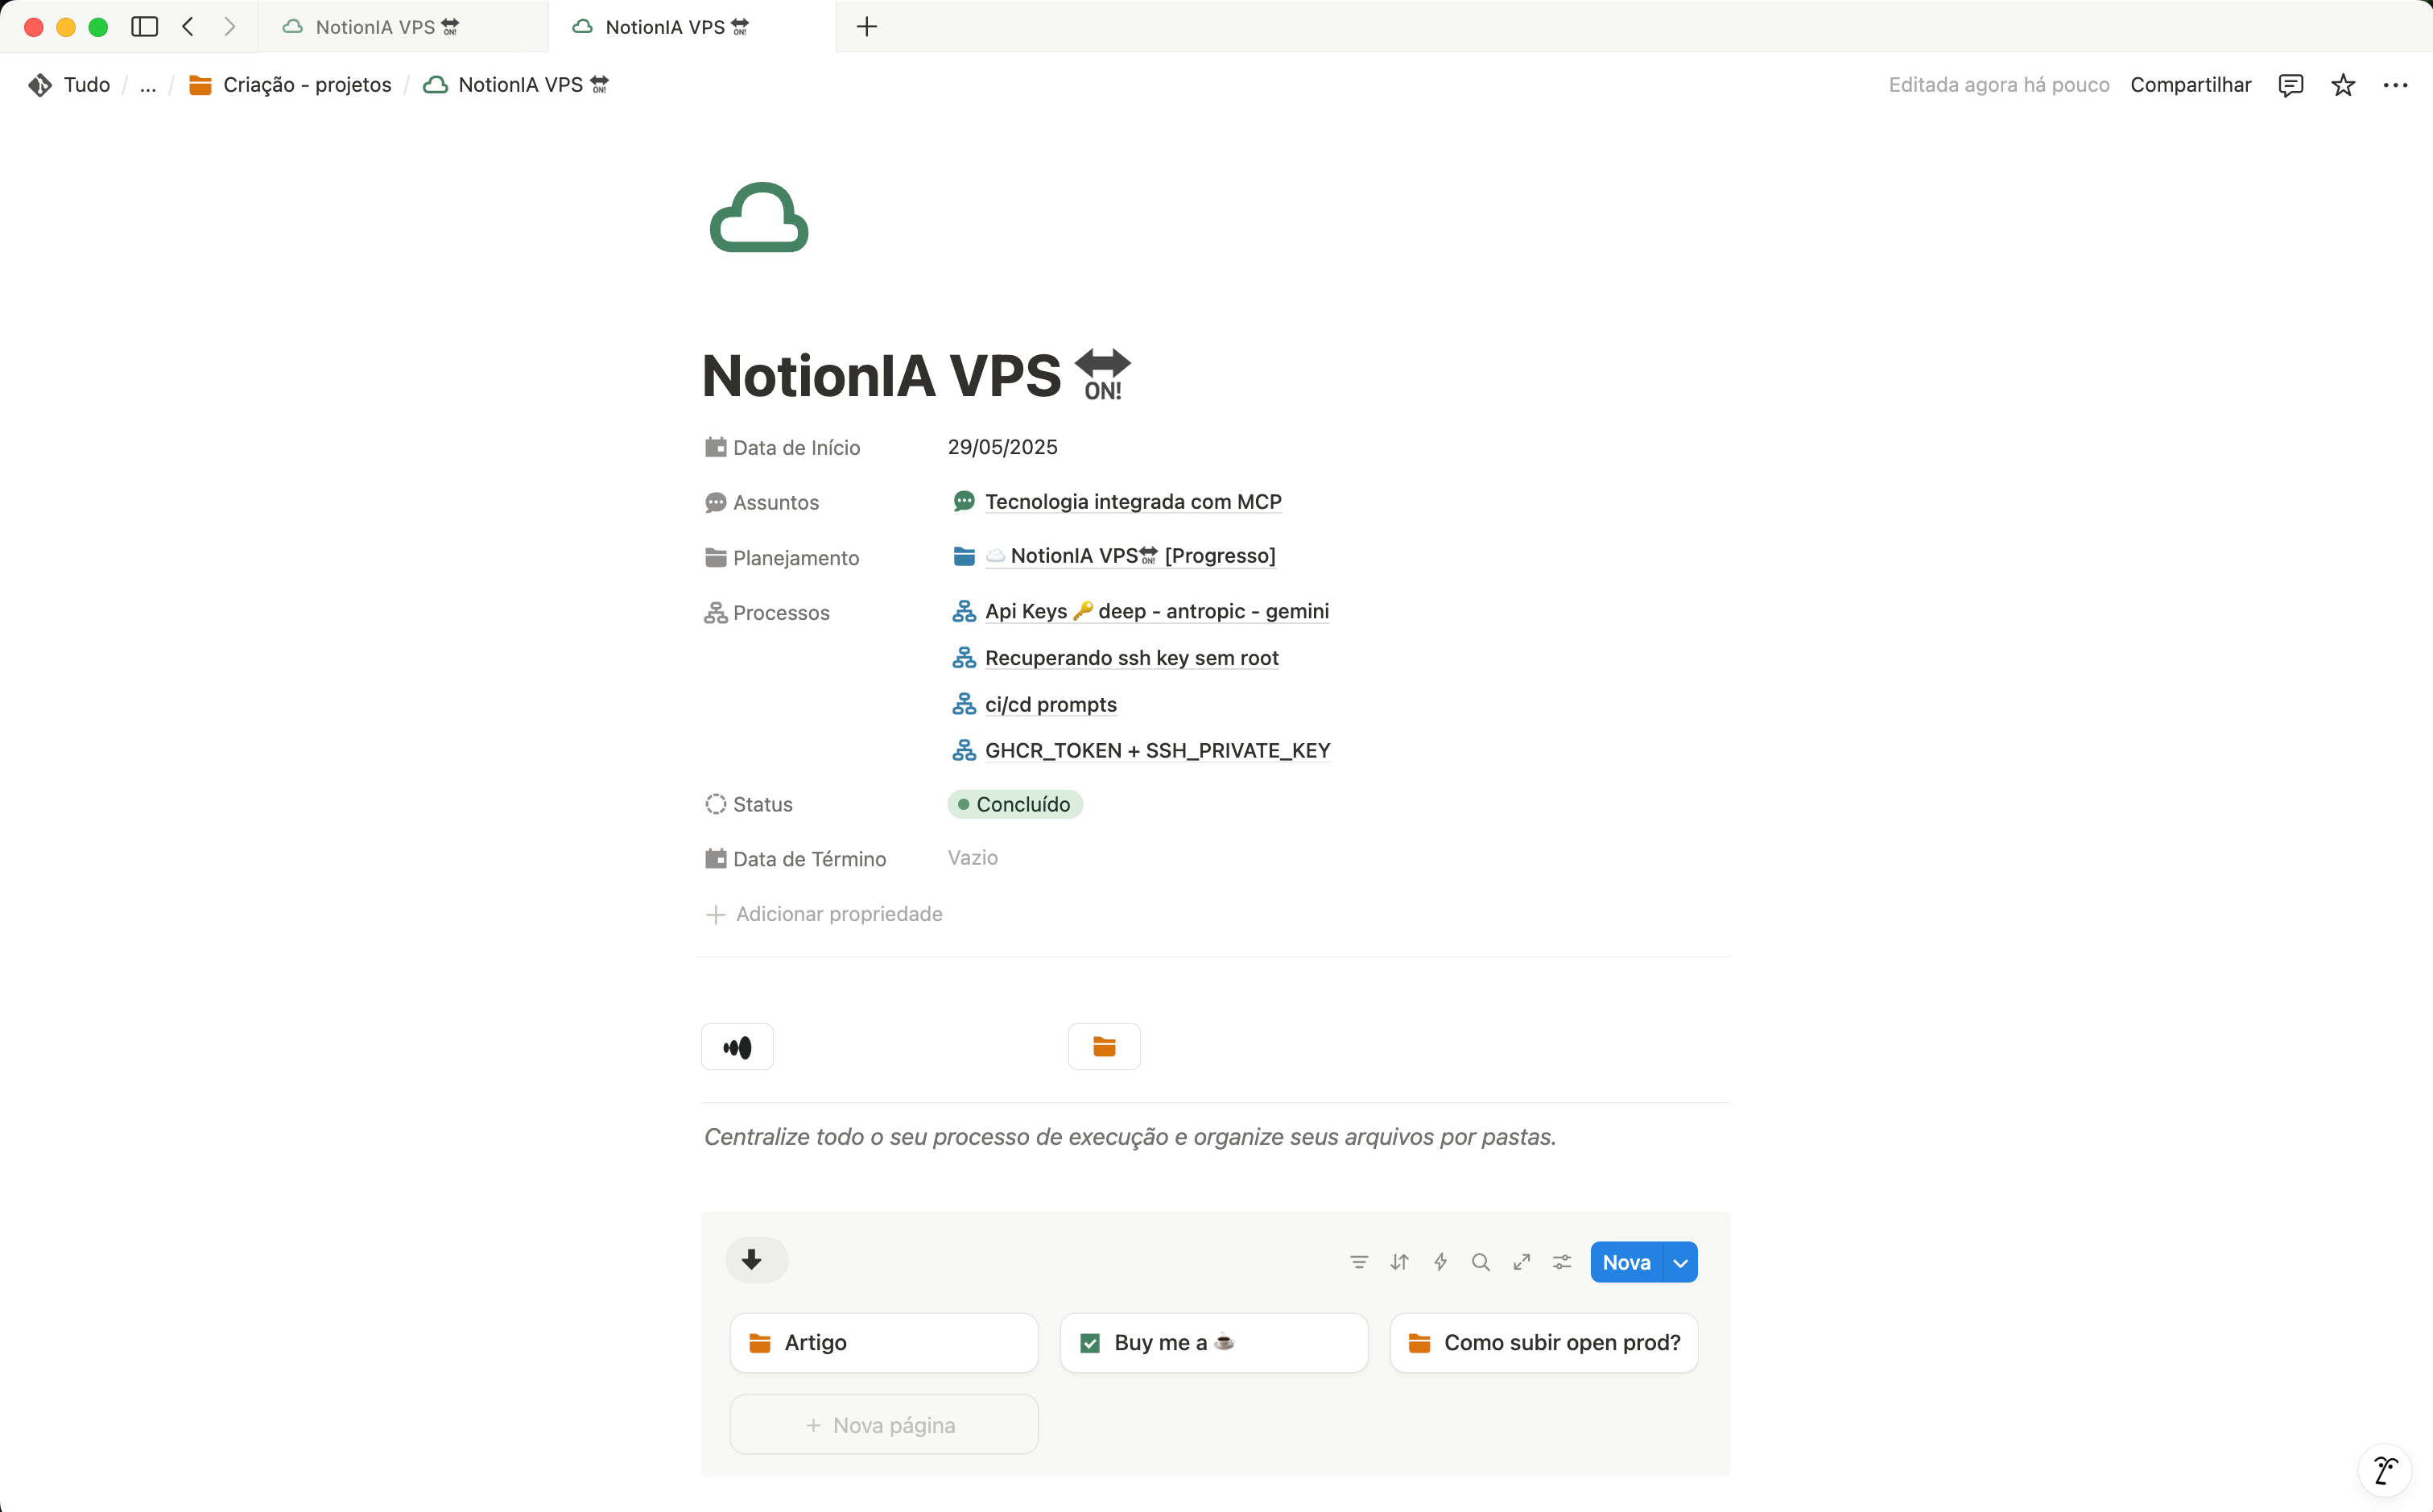 NotionIA VPS 🔛
NotionIA VPS 🔛
Tudo / ... / Criação - projetos / NotionIA VPS 🔛
Editada agora há pouco Compartilhar
NotionIA VPS 🔛
Data de Início 29/05/2025
Assuntos Tecnologia integrada com MCP
Planejamento ☁️ NotionIA VPS🔛 [Progresso]
Processos Api Keys 🔑 deep - antropic - gemini
Recuperando ssh key sem root
ci/cd prompts
GHCR_TOKEN + SSH_PRIVATE_KEY
Status Concluído
Data de Término Vazio
Adicionar propriedade
Centralize todo o seu processo de execução e organize seus arquivos por pastas.
Nova
Artigo
Buy me a ☕
Como subir open prod?
+ Nova página